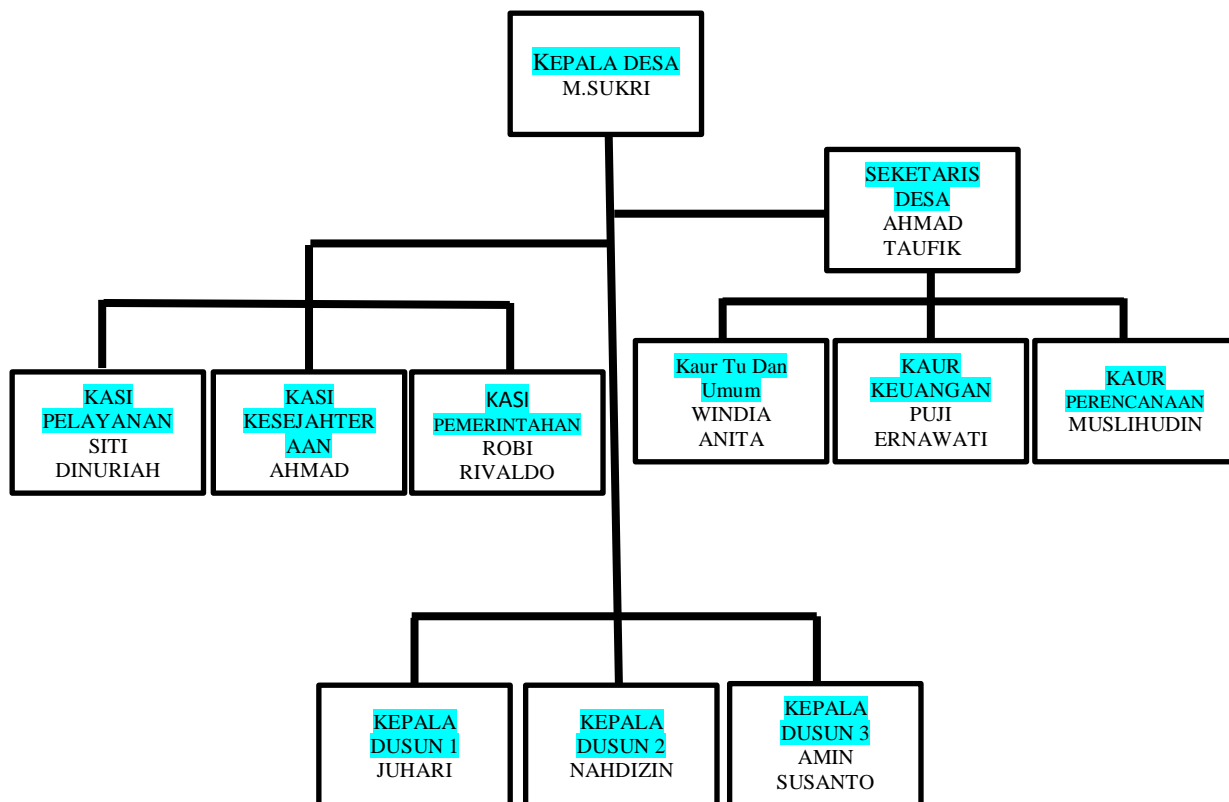 KEPALA DESA
M.SUKRI
SEKETARIS
DESA
AHMAD
TAUFIK
KASI
PELAYANAN
SITI
DINURIAH
KASI
KESEJAHTER
AAN
AHMAD
KASI
PEMERINTAHAN
ROBI
RIVALDO
Kaur Tu Dan
Umum
WINDIA
ANITA
KAUR
KEUANGAN
PUJI
ERNAWATI
KAUR
PERENCANAAN
MUSLIHUDIN
KEPALA
DUSUN 1
JUHARI
KEPALA
DUSUN 2
NAHDIZIN
KEPALA
DUSUN 3
AMIN
SUSANTO